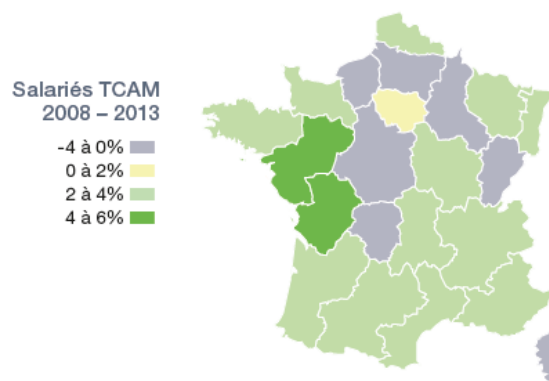 Salariés TCAM
2008 – 2013
-4 à 0%
0 à 2%
2 à 4%
4 à 6%